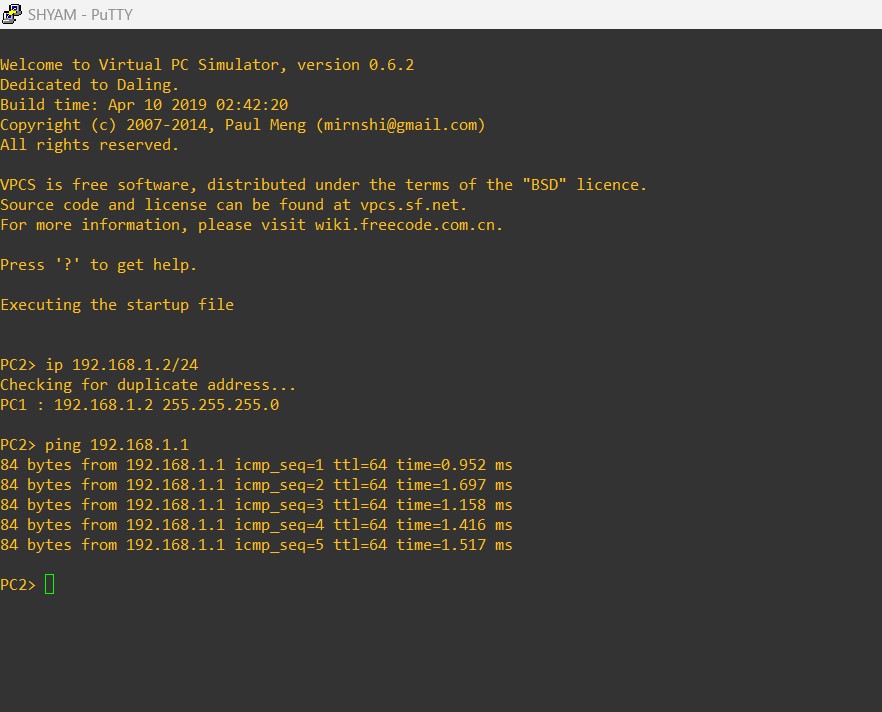 SHYAM - PuTTY
Welcome to Virtual PC Simulator, version 0.6.2
Dedicated to Daling.
Build time: Apr 10 2019 02:42:20
Copyright (c) 2007-2014, Paul Meng (mirnshi@gmail.com)
All rights reserved.
VPCS is free software, distributed under the terms of the "BSD" licence.
Source code and license can be found at vpcs.sf.net.
For more information, please visit wiki.freecode.com.cn.
Press '?' to get help.
Executing the startup file
PC2> ip 192.168.1.2/24
Checking for duplicate address...
PC1 : 192.168.1.2 255.255.255.0
PC2> ping 192.168.1.1
84 bytes from 192.168.1.1 icmp_seq=1 ttl=64 time=0.952 ms
84 bytes from 192.168.1.1 icmp_seq=2 ttl=64 time=1.697 ms
84 bytes from 192.168.1.1 icmp_seq=3 ttl=64 time=1.158 ms
84 bytes from 192.168.1.1 icmp_seq=4 ttl=64 time=1.416 ms
84 bytes from 192.168.1.1 icmp_seq=5 ttl=64 time=1.517 ms
PC2>